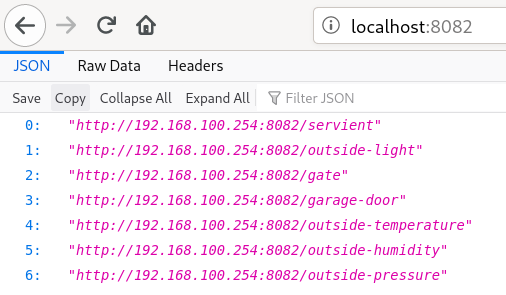 localhost:8082
JSON Raw Data Headers
Save Copy Collapse All Expand All Filter JSON
0: "http://192.168.100.254:8082/servient"
1: "http://192.168.100.254:8082/outside-light"
2: "http://192.168.100.254:8082/gate"
3: "http://192.168.100.254:8082/garage-door"
4: "http://192.168.100.254:8082/outside-temperature"
5: "http://192.168.100.254:8082/outside-humidity"
6: "http://192.168.100.254:8082/outside-pressure"